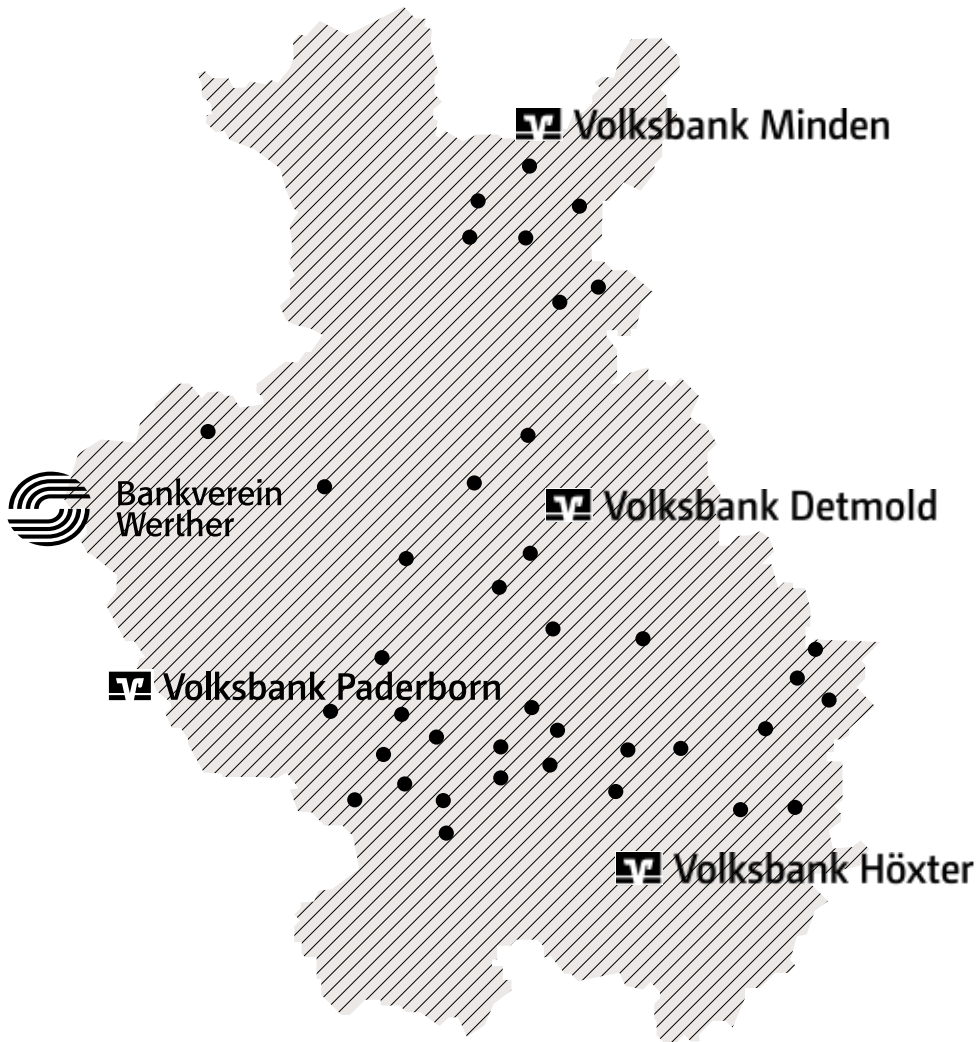 Volksbank Minden
Bankverein
Werther
Volksbank Detmold
Volksbank Paderborn
Volksbank Höxter